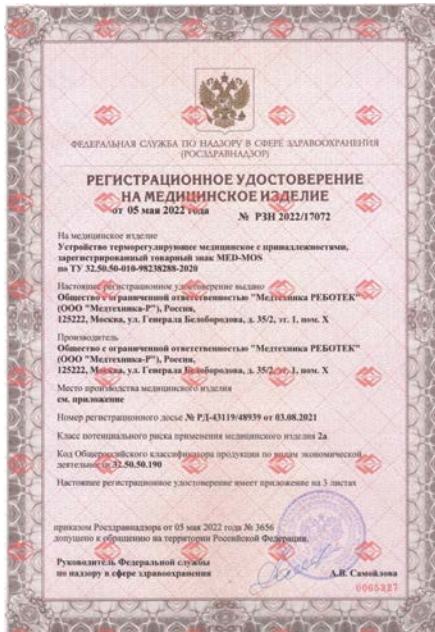 ФЕДЕРАЛЬНАЯ СЛУЖБА ПО НАДЗОРУ В СФЕРЕ ЗДРАВООХРАНЕНИЯ
(РОСЗДРАВНАДЗОР)
РЕГИСТРАЦИОННОЕ УДОСТОВЕРЕНИЕ
НА МЕДИЦИНСКОЕ ИЗДЕЛИЕ
от 05 мая 2022 года № РЗН 2022/17072
На медицинское изделие
Устройство терморегулирующее медицинское с принадлежностями,
зарегистрированный товарный знак MED-MOS
по ТУ 32.50.50-010-98238288-2020
Настоящее регистрационное удостоверение выдано
Общество с ограниченной ответственностью "Медтехника РЕБОТЕК"
(ООО "Медтехника-Р"), Россия,
125222, Москва, ул. Генерала Белобородова, д. 35/2, эт. 1, пом. X
Производитель
Общество с ограниченной ответственностью "Медтехника РЕБОТЕК"
(ООО "Медтехника-Р"), Россия,
125222, Москва, ул. Генерала Белобородова, д. 35/2, эт. 1, пом. X
Место производства медицинского изделия
см. приложение
Номер регистрационного досье № РД-43119/48939 от 03.08.2021
Класс потенциального риска применения медицинского изделия 2а
Код Общероссийского классификатора продукции по видам экономической
деятельности 32.50.50.190
Настоящее регистрационное удостоверение имеет приложение на 3 листах
приказом Росздравнадзора от 05 мая 2022 года № 3656
допущено к обращению на территории Российской Федерации.
Руководитель Федеральной службы
по надзору в сфере здравоохранения А.В. Самойлова
0065327